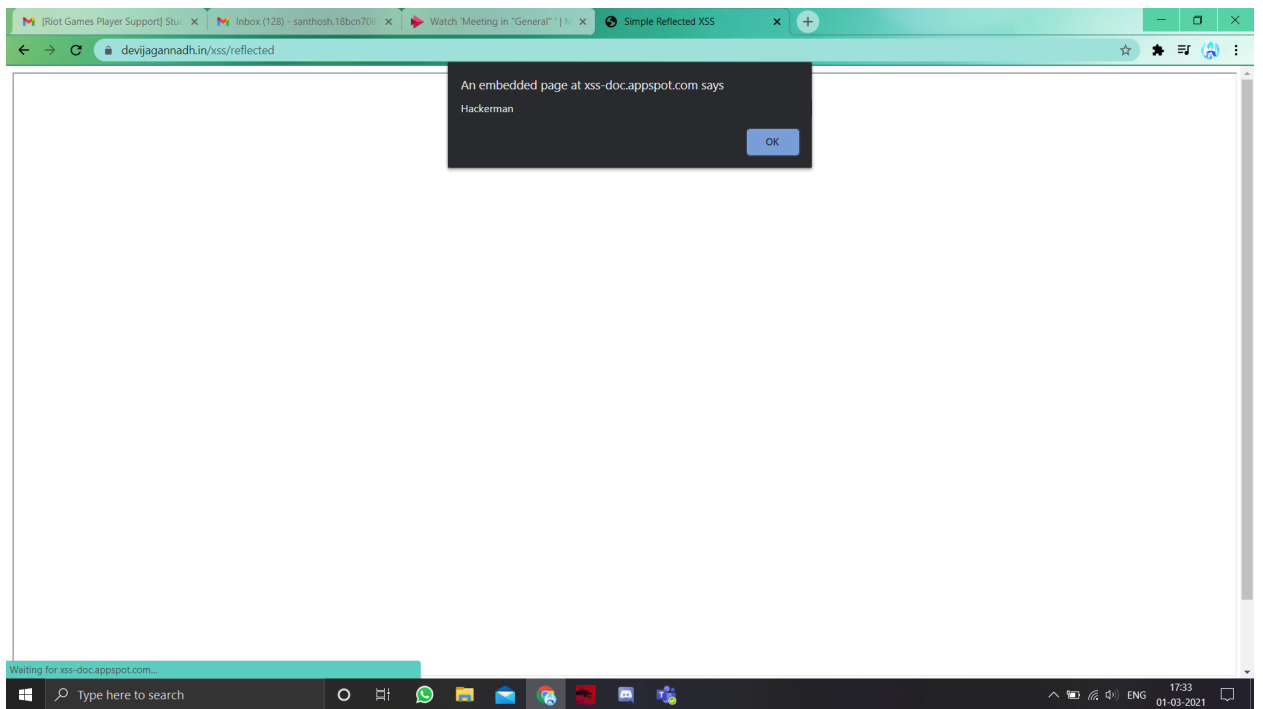 [Riot Games Player Support] Stuc
Inbox (128) - santhosh.18bcn708
Watch 'Meeting in "General" ' | M
Simple Reflected XSS
devijagannadh.in/xss/reflected
An embedded page at xss-doc.appspot.com says
Hackerman
OK
Waiting for xss-doc.appspot.com...
Type here to search
ENG
17:33
01-03-2021